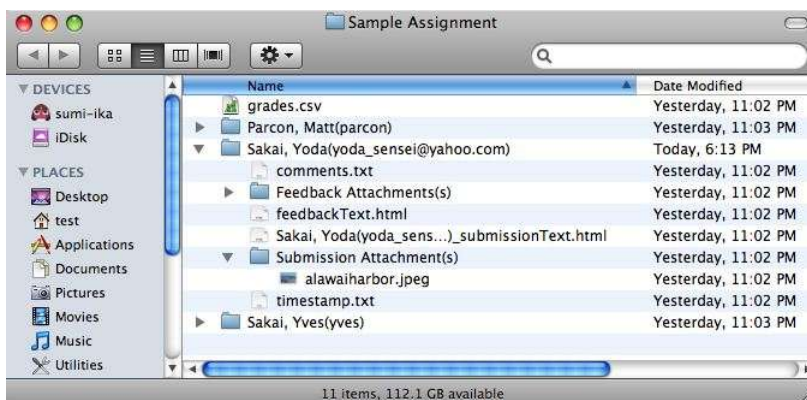 Sample Assignment
Name
Date Modified
DEVICES
sumi-ika
iDisk
PLACES
Desktop
test
Applications
Documents
Pictures
Movies
Music
Utilities
grades.csv Yesterday, 11:02 PM
Parcon, Matt(parcon) Yesterday, 11:03 PM
Sakai, Yoda(yoda_sensei@yahoo.com) Today, 6:13 PM
comments.txt Yesterday, 11:02 PM
Feedback Attachments(s) Yesterday, 11:02 PM
feedbackText.html Yesterday, 11:02 PM
Sakai, Yoda(yoda_sens...)_submissionText.html Yesterday, 11:02 PM
Submission Attachment(s) Yesterday, 11:02 PM
alawaiharbor.jpeg Yesterday, 11:02 PM
timestamp.txt Yesterday, 11:02 PM
Sakai, Yves(yves) Yesterday, 11:03 PM
11 items, 112.1 GB available